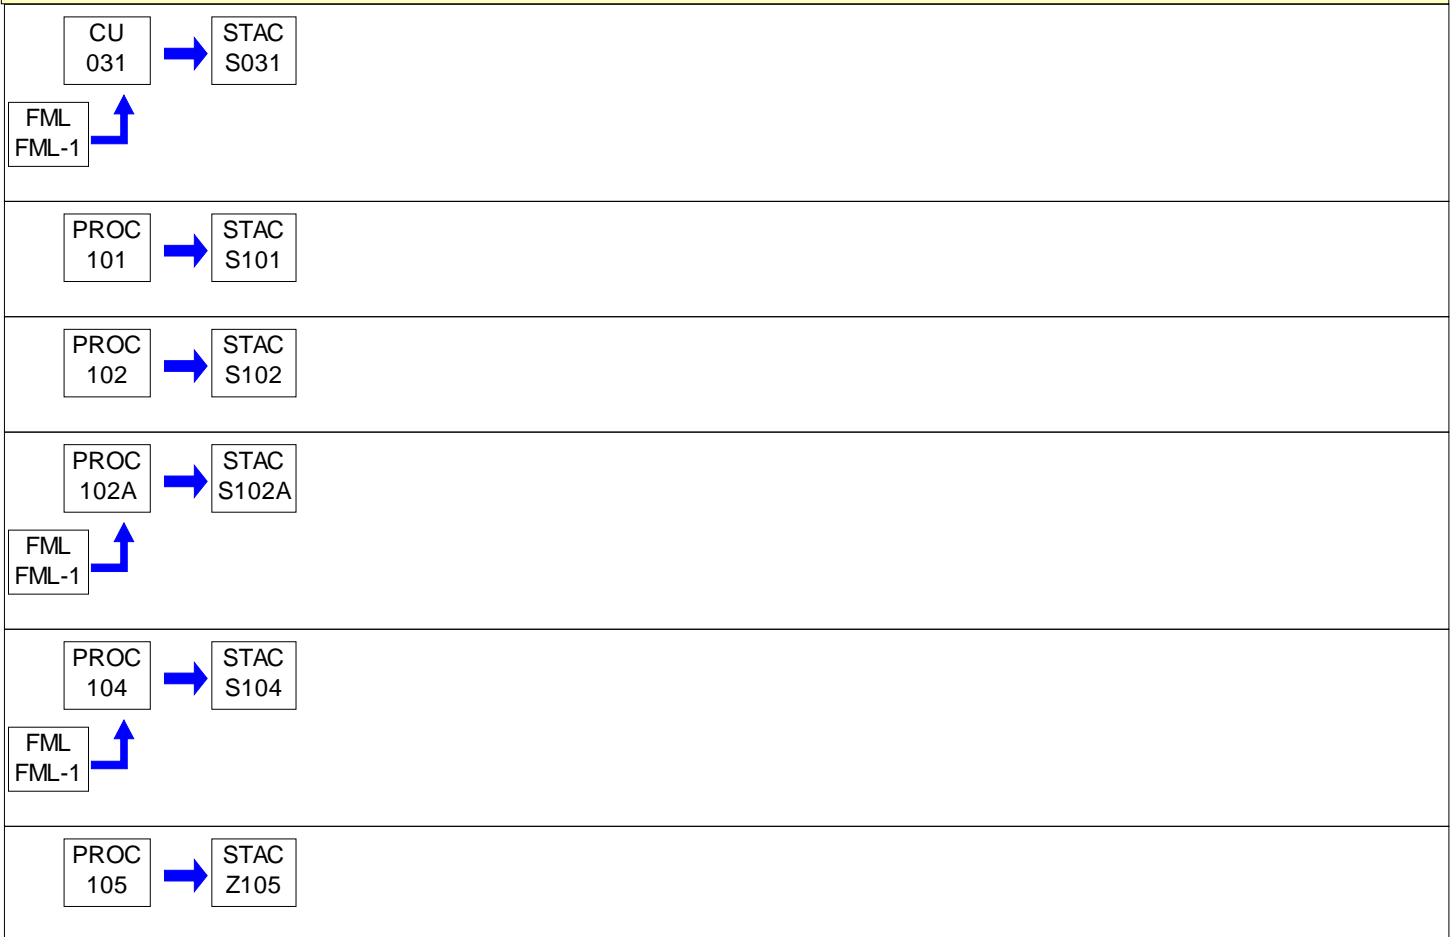 CU
031
STAC
S031
FML
FML-1
PROC
101
STAC
S101
PROC
102
STAC
S102
PROC
102A
STAC
S102A
FML
FML-1
PROC
104
STAC
S104
FML
FML-1
PROC
105
STAC
Z105